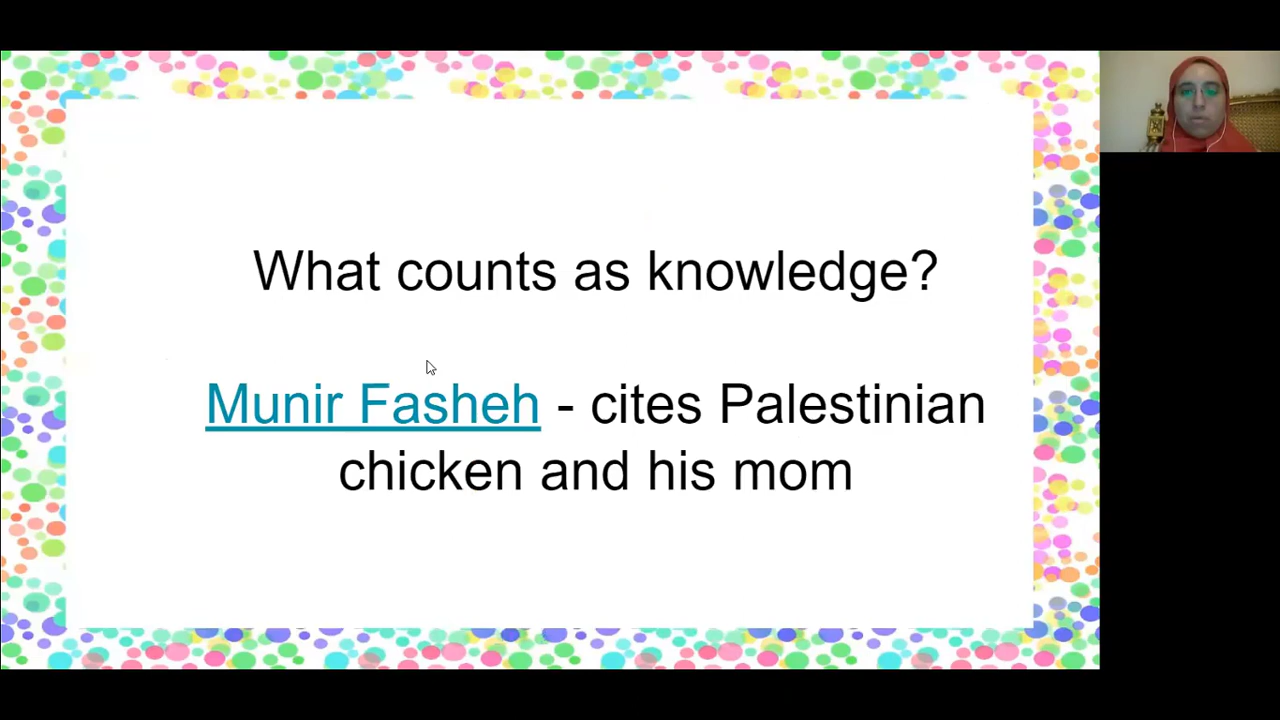 What counts as knowledge?
Munir Fasheh - cites Palestinian
chicken and his mom